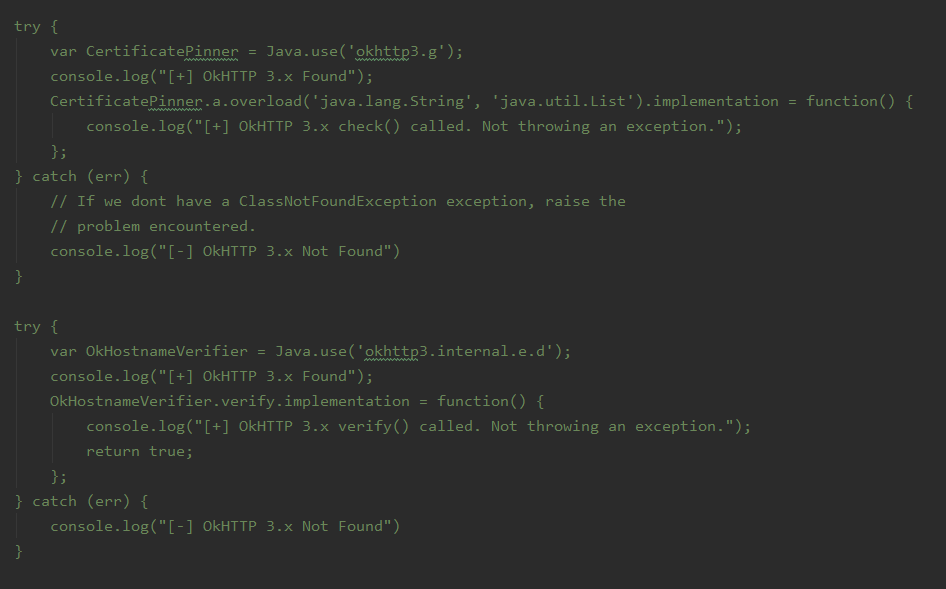 try {
    var CertificatePinner = Java.use('okhttp3.g');
    console.log("[+] OkHTTP 3.x Found");
    CertificatePinner.a.overload('java.lang.String', 'java.util.List').implementation = function() {
        console.log("[+] OkHTTP 3.x check() called. Not throwing an exception.");
    };
} catch (err) {
    // If we dont have a ClassNotFoundException exception, raise the
    // problem encountered.
    console.log("[-] OkHTTP 3.x Not Found")
}

try {
    var OkHostnameVerifier = Java.use('okhttp3.internal.e.d');
    console.log("[+] OkHTTP 3.x Found");
    OkHostnameVerifier.verify.implementation = function() {
        console.log("[+] OkHTTP 3.x verify() called. Not throwing an exception.");
        return true;
    };
} catch (err) {
    console.log("[-] OkHTTP 3.x Not Found")
}